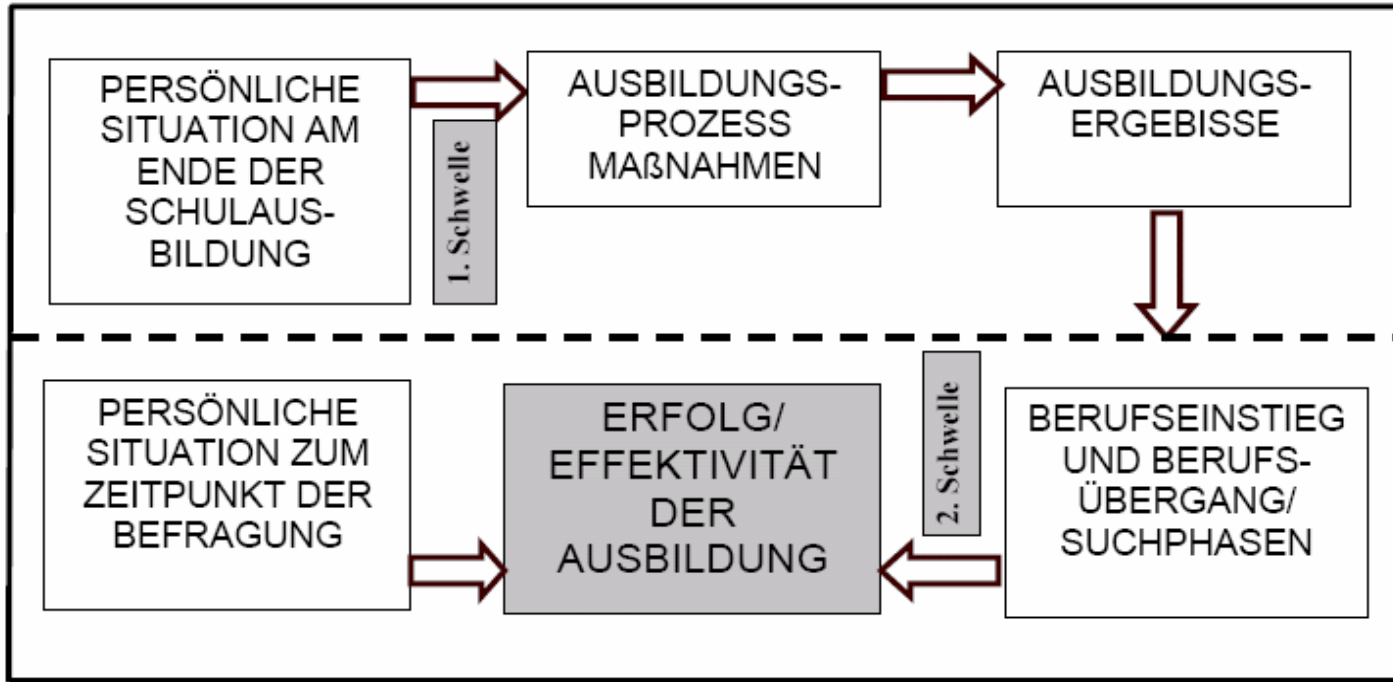 PERSÖNLICHE
SITUATION AM
ENDE DER
SCHULAUS-
BILDUNG
1. Schwelle
AUSBILDUNGS-
PROZESS
MAßNAHMEN
AUSBILDUNGS-
ERGEBISSE
PERSÖNLICHE
SITUATION ZUM
ZEITPUNKT DER
BEFRAGUNG
ERFOLG/
EFFEKTIVITÄT
DER
AUSBILDUNG
2. Schwelle
BERUFSEINSTIEG
UND BERUFS-
ÜBERGANG/
SUCHPHASEN